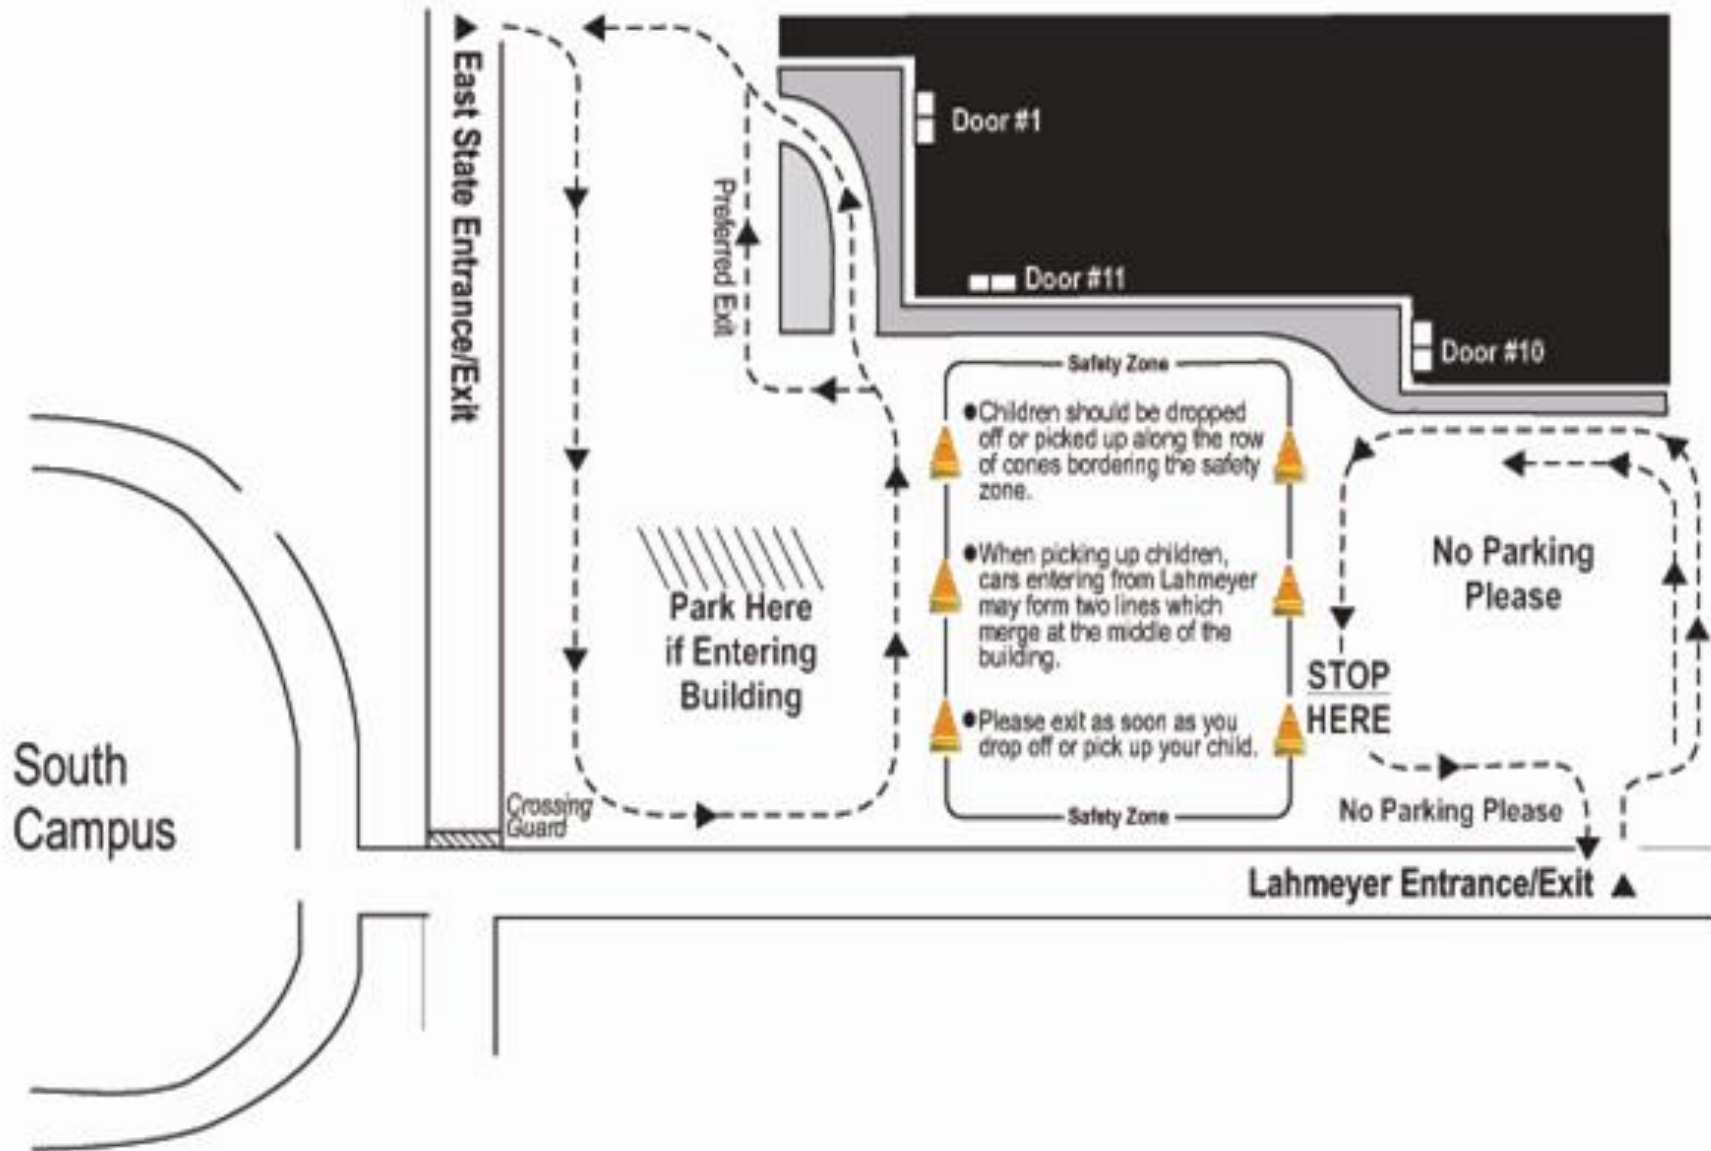 East State Entrance/Exit
Door #1
Preferred Exit
Door #11
Door #10
Safety Zone
●Children should be dropped
off or picked up along the row
of cones bordering the safety
zone.
●When picking up children,
cars entering from Lahmeyer
may form two lines which
merge at the middle of the
building.
●Please exit as soon as you
drop off or pick up your child.
Safety Zone
Park Here
if Entering
Building
No Parking
Please
STOP
HERE
No Parking Please
South
Campus
Crossing
Guard
Lahmeyer Entrance/Exit